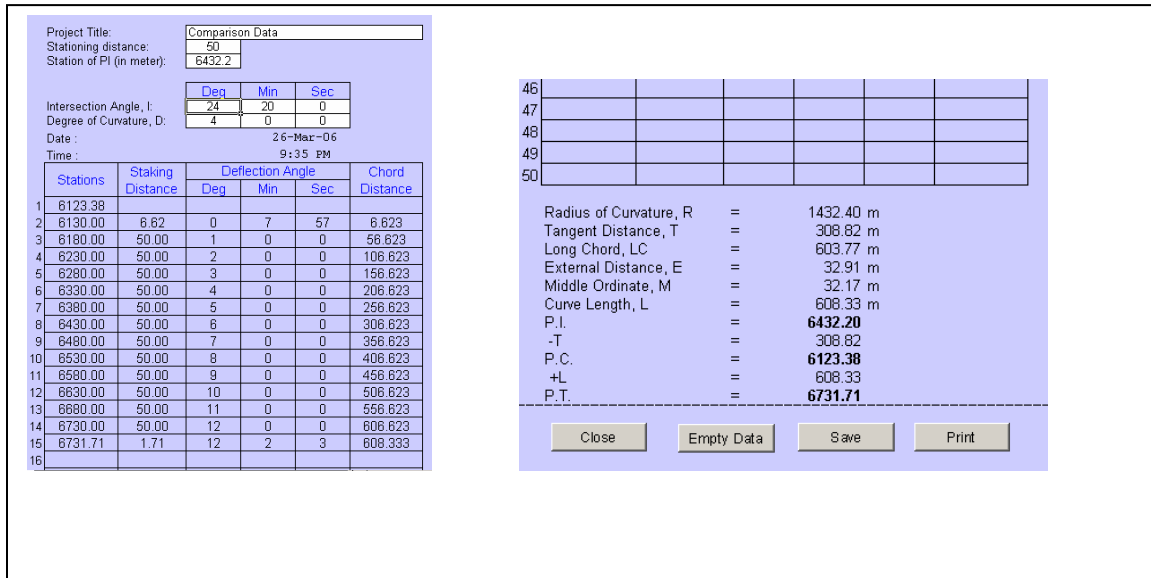 Project Title: Comparison Data
Stationing distance: 50
Station of PI (in meter): 6432.2
Deg Min Sec
Intersection Angle, I: 24 20 0
Degree of Curvature, D: 4 0 0
Date : 26-Mar-06
Time : 9:35 PM
Stations Staking Distance Deflection Angle Chord Distance
Deg Min Sec
1 6123.38
2 6130.00 6.62 0 7 57 6.623
3 6180.00 50.00 1 0 0 56.623
4 6230.00 50.00 2 0 0 106.623
5 6280.00 50.00 3 0 0 156.623
6 6330.00 50.00 4 0 0 206.623
7 6380.00 50.00 5 0 0 256.623
8 6430.00 50.00 6 0 0 306.623
9 6480.00 50.00 7 0 0 356.623
10 6530.00 50.00 8 0 0 406.623
11 6580.00 50.00 9 0 0 456.623
12 6630.00 50.00 10 0 0 506.623
13 6680.00 50.00 11 0 0 556.623
14 6730.00 50.00 12 0 0 606.623
15 6731.71 1.71 12 2 3 608.333
16
46
47
48
49
50
Radius of Curvature, R = 1432.40 m
Tangent Distance, T = 308.82 m
Long Chord, LC = 603.77 m
External Distance, E = 32.91 m
Middle Ordinate, M = 32.17 m
Curve Length, L = 608.33 m
P.I. = 6432.20
-T = 308.82
P.C. = 6123.38
+L = 608.33
P.T. = 6731.71
Close Empty Data Save Print